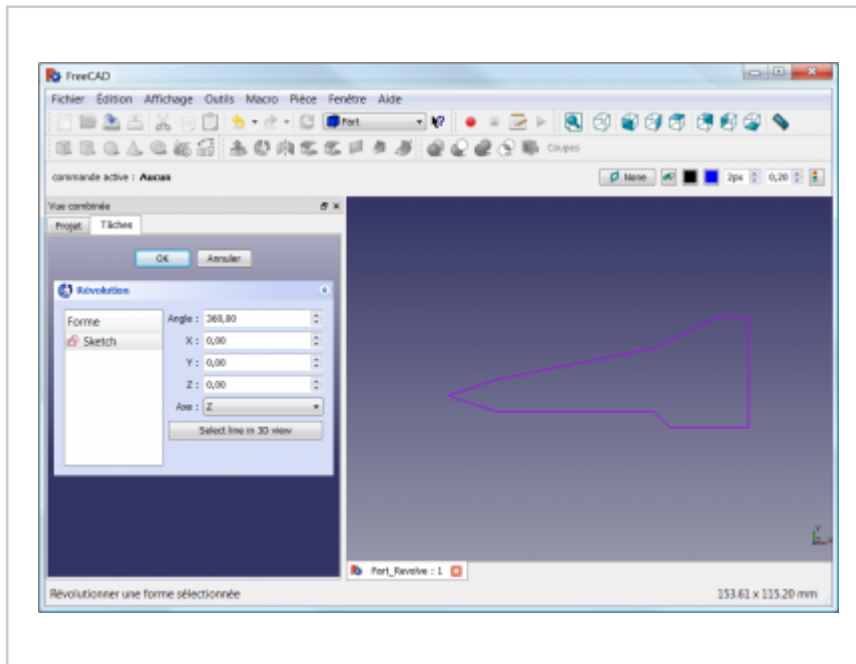 FreeCAD
Fichier Édition Affichage Outils Macro Pièce Fenêtre Aide
Part
Coupes
commande active : Aucun
None 2px 0,20
Vue combinée
Projet Tâches
OK Annuler
Révolution
Forme
Sketch
Angle : 360,00
X : 0,00
Y : 0,00
Z : 0,00
Axe : Z
Select line in 3D view
Part_Revolve : 1
Révolutionner une forme sélectionnée
153.61 x 115.20 mm